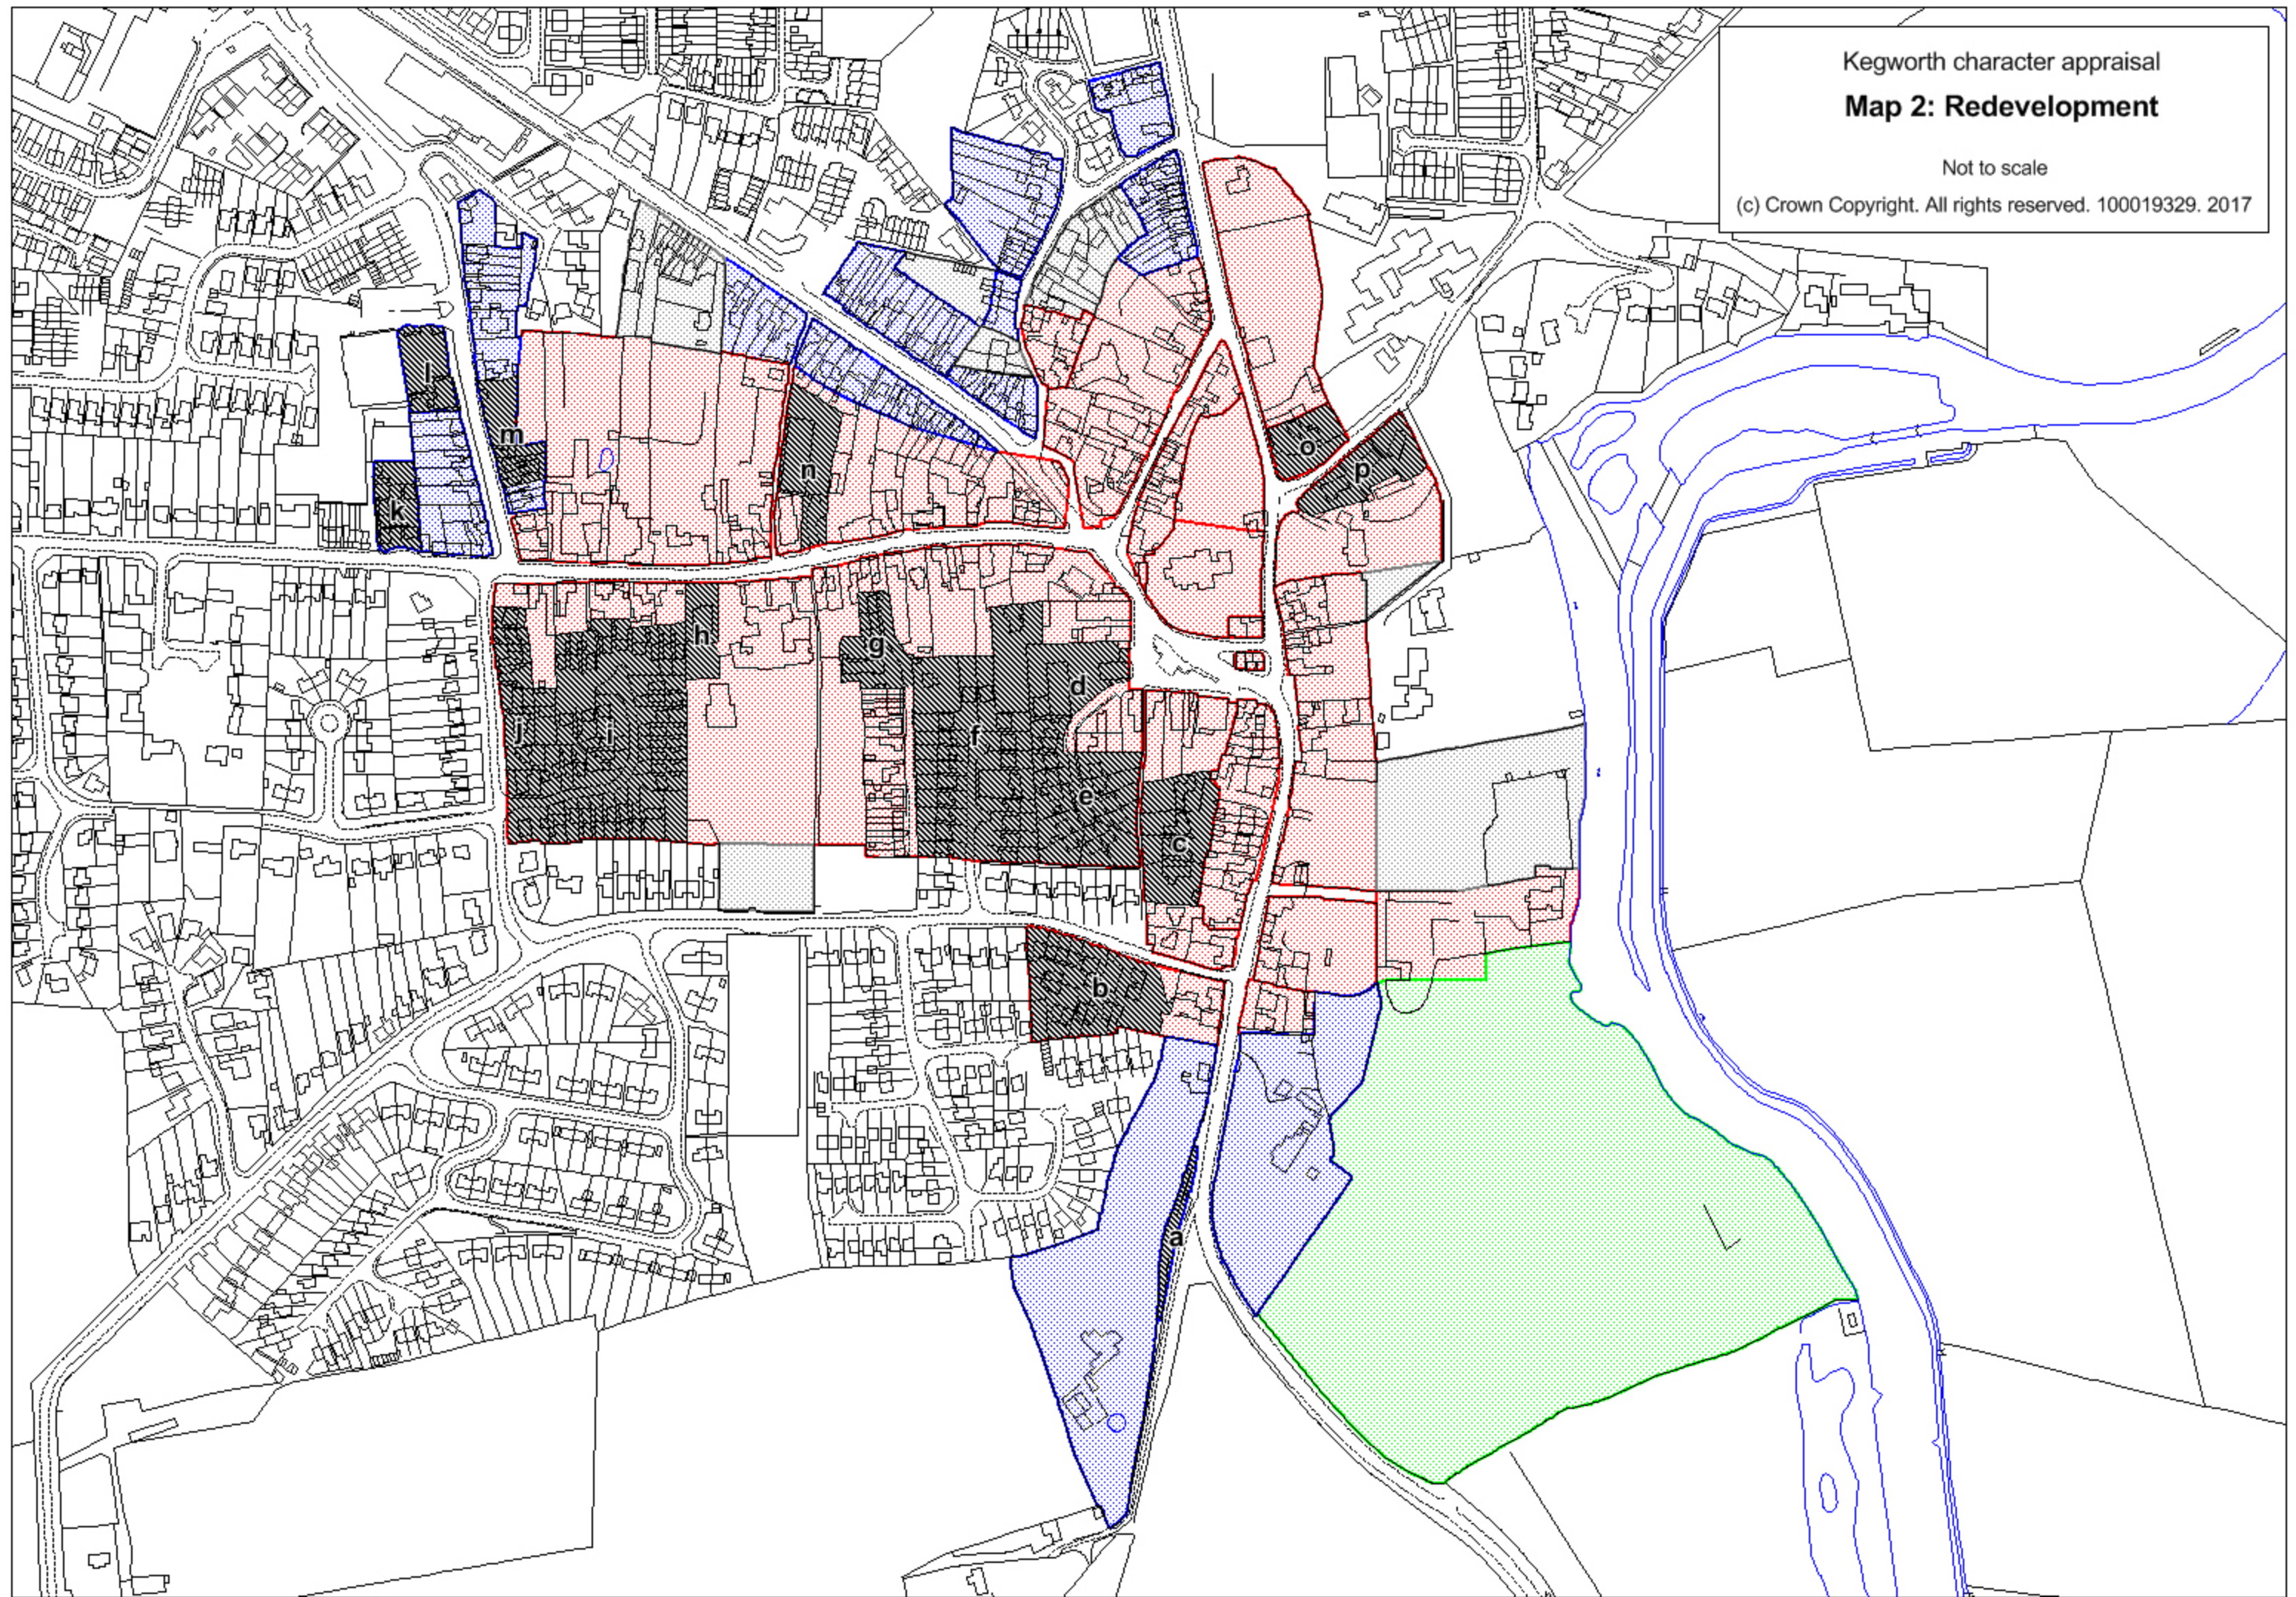 Kegworth character appraisal
Map 2: Redevelopment
Not to scale
(c) Crown Copyright. All rights reserved. 100019329. 2017
l
m
k
n
o
p
h
g
d
j
i
f
e
c
b
a